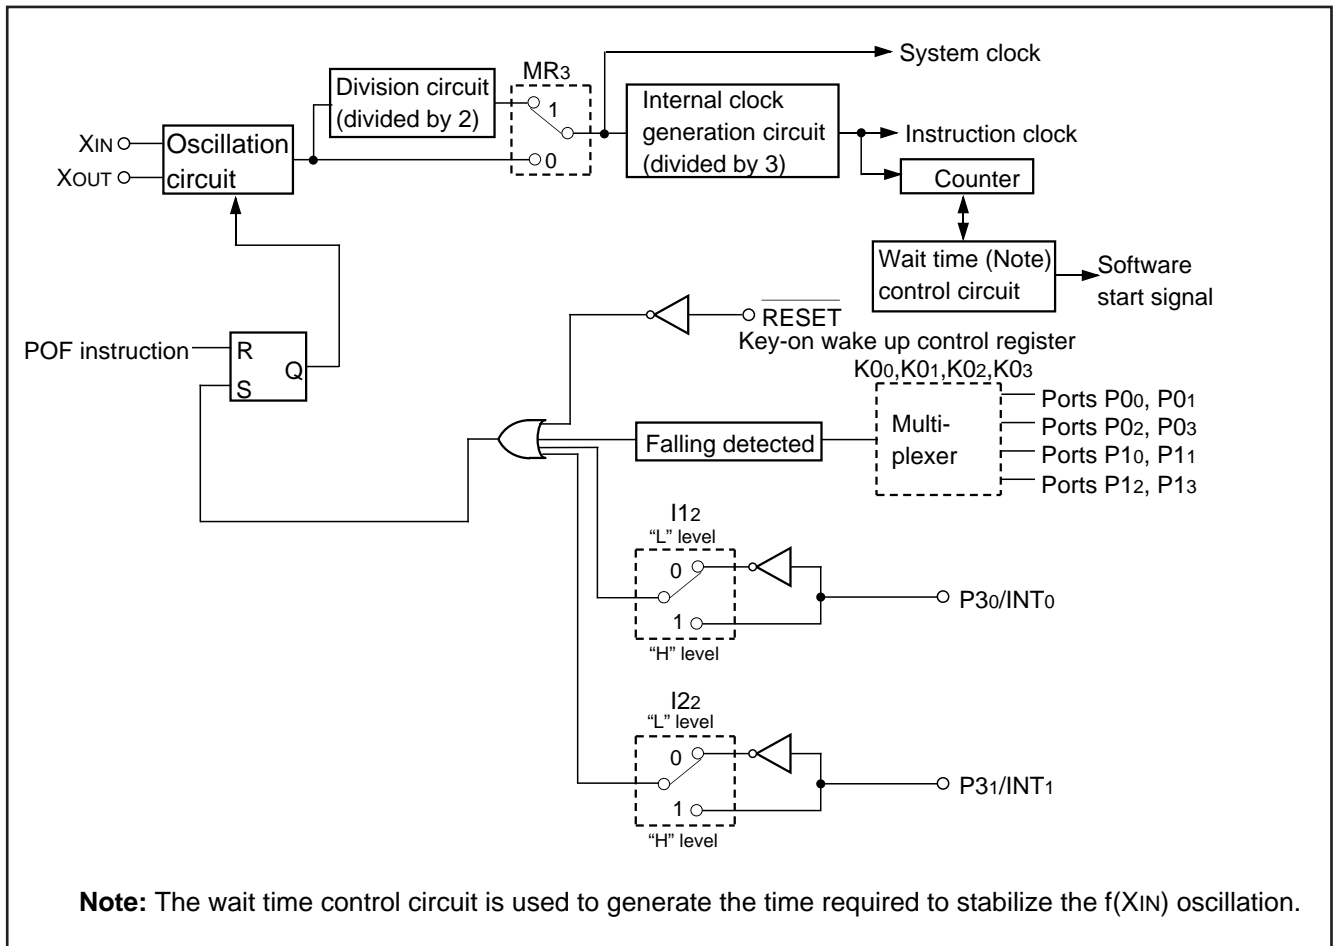 System clock
MR3
Division circuit
(divided by 2)
1
0
Internal clock
generation circuit
(divided by 3)
Instruction clock
XIN
XOUT
Oscillation
circuit
Counter
Wait time (Note)
control circuit
Software
start signal
RESET
POF instruction
R
S
Q
Key-on wake up control register
K00,K01,K02,K03
Multi-
plexer
Ports P00, P01
Ports P02, P03
Ports P10, P11
Ports P12, P13
Falling detected
I12
“L” level
0
1
“H” level
P30/INT0
I22
“L” level
0
1
“H” level
P31/INT1
Note: The wait time control circuit is used to generate the time required to stabilize the f(XIN) oscillation.